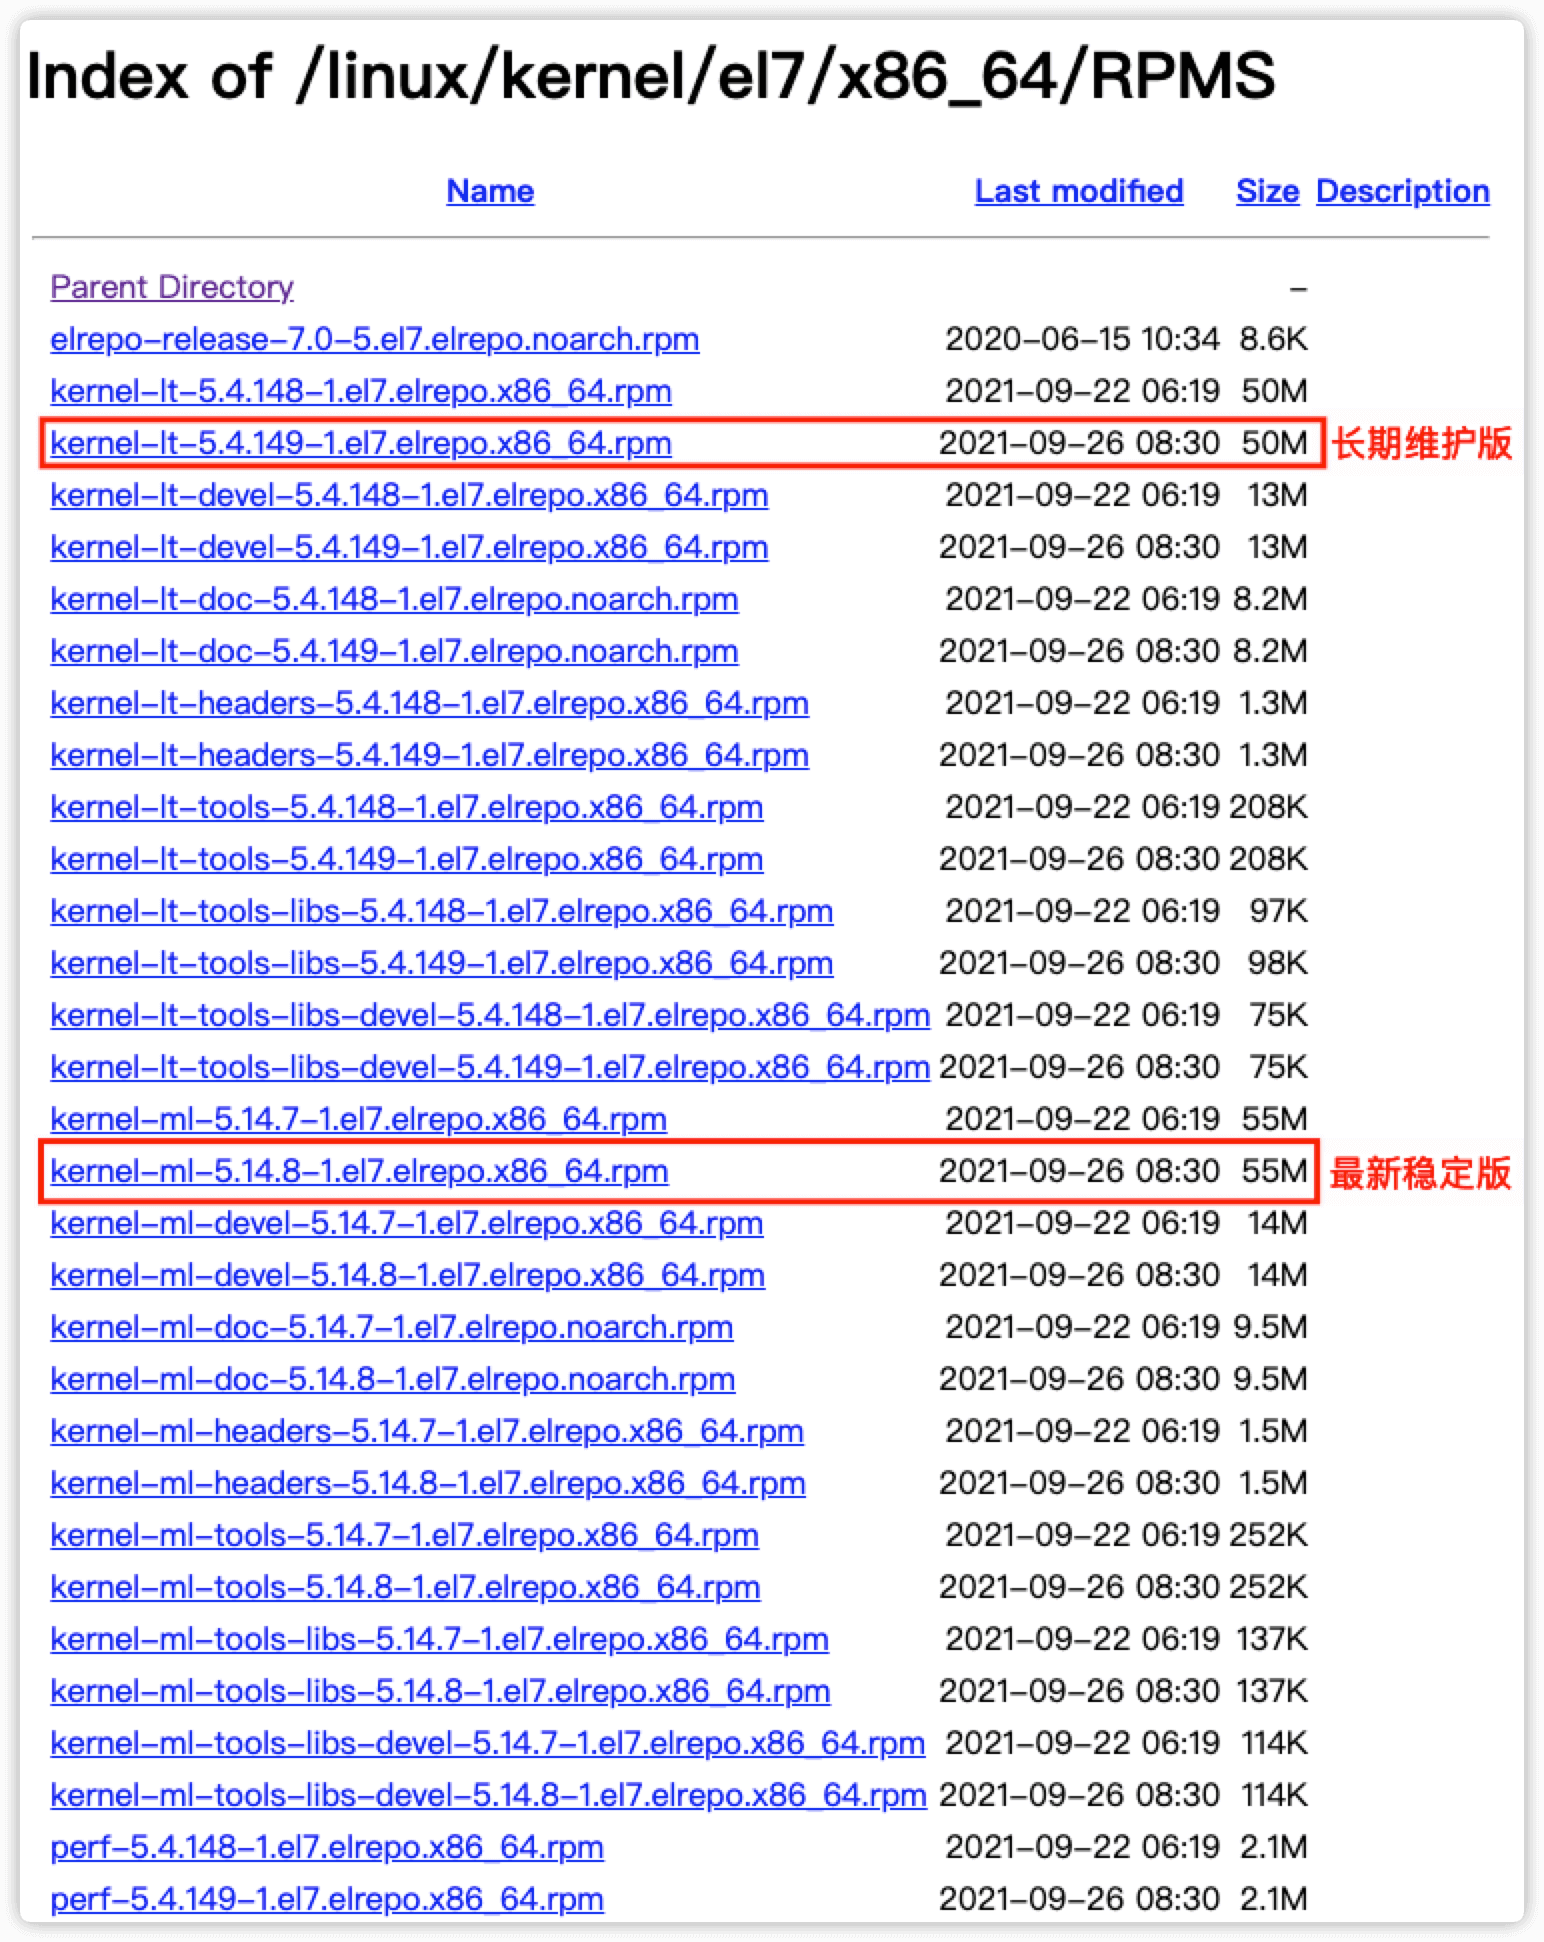 Index of /linux/kernel/el7/x86_64/RPMS
Name Last modified Size Description
Parent Directory –
elrepo–release–7.0–5.el7.elrepo.noarch.rpm 2020–06–15 10:34 8.6K
kernel–lt–5.4.148–1.el7.elrepo.x86_64.rpm 2021–09–22 06:19 50M
kernel–lt–5.4.149–1.el7.elrepo.x86_64.rpm 2021–09–26 08:30 50M 长期维护版
kernel–lt–devel–5.4.148–1.el7.elrepo.x86_64.rpm 2021–09–22 06:19 13M
kernel–lt–devel–5.4.149–1.el7.elrepo.x86_64.rpm 2021–09–26 08:30 13M
kernel–lt–doc–5.4.148–1.el7.elrepo.noarch.rpm 2021–09–22 06:19 8.2M
kernel–lt–doc–5.4.149–1.el7.elrepo.noarch.rpm 2021–09–26 08:30 8.2M
kernel–lt–headers–5.4.148–1.el7.elrepo.x86_64.rpm 2021–09–22 06:19 1.3M
kernel–lt–headers–5.4.149–1.el7.elrepo.x86_64.rpm 2021–09–26 08:30 1.3M
kernel–lt–tools–5.4.148–1.el7.elrepo.x86_64.rpm 2021–09–22 06:19 208K
kernel–lt–tools–5.4.149–1.el7.elrepo.x86_64.rpm 2021–09–26 08:30 208K
kernel–lt–tools–libs–5.4.148–1.el7.elrepo.x86_64.rpm 2021–09–22 06:19 97K
kernel–lt–tools–libs–5.4.149–1.el7.elrepo.x86_64.rpm 2021–09–26 08:30 98K
kernel–lt–tools–libs–devel–5.4.148–1.el7.elrepo.x86_64.rpm 2021–09–22 06:19 75K
kernel–lt–tools–libs–devel–5.4.149–1.el7.elrepo.x86_64.rpm 2021–09–26 08:30 75K
kernel–ml–5.14.7–1.el7.elrepo.x86_64.rpm 2021–09–22 06:19 55M
kernel–ml–5.14.8–1.el7.elrepo.x86_64.rpm 2021–09–26 08:30 55M 最新稳定版
kernel–ml–devel–5.14.7–1.el7.elrepo.x86_64.rpm 2021–09–22 06:19 14M
kernel–ml–devel–5.14.8–1.el7.elrepo.x86_64.rpm 2021–09–26 08:30 14M
kernel–ml–doc–5.14.7–1.el7.elrepo.noarch.rpm 2021–09–22 06:19 9.5M
kernel–ml–doc–5.14.8–1.el7.elrepo.noarch.rpm 2021–09–26 08:30 9.5M
kernel–ml–headers–5.14.7–1.el7.elrepo.x86_64.rpm 2021–09–22 06:19 1.5M
kernel–ml–headers–5.14.8–1.el7.elrepo.x86_64.rpm 2021–09–26 08:30 1.5M
kernel–ml–tools–5.14.7–1.el7.elrepo.x86_64.rpm 2021–09–22 06:19 252K
kernel–ml–tools–5.14.8–1.el7.elrepo.x86_64.rpm 2021–09–26 08:30 252K
kernel–ml–tools–libs–5.14.7–1.el7.elrepo.x86_64.rpm 2021–09–22 06:19 137K
kernel–ml–tools–libs–5.14.8–1.el7.elrepo.x86_64.rpm 2021–09–26 08:30 137K
kernel–ml–tools–libs–devel–5.14.7–1.el7.elrepo.x86_64.rpm 2021–09–22 06:19 114K
kernel–ml–tools–libs–devel–5.14.8–1.el7.elrepo.x86_64.rpm 2021–09–26 08:30 114K
perf–5.4.148–1.el7.elrepo.x86_64.rpm 2021–09–22 06:19 2.1M
perf–5.4.149–1.el7.elrepo.x86_64.rpm 2021–09–26 08:30 2.1M